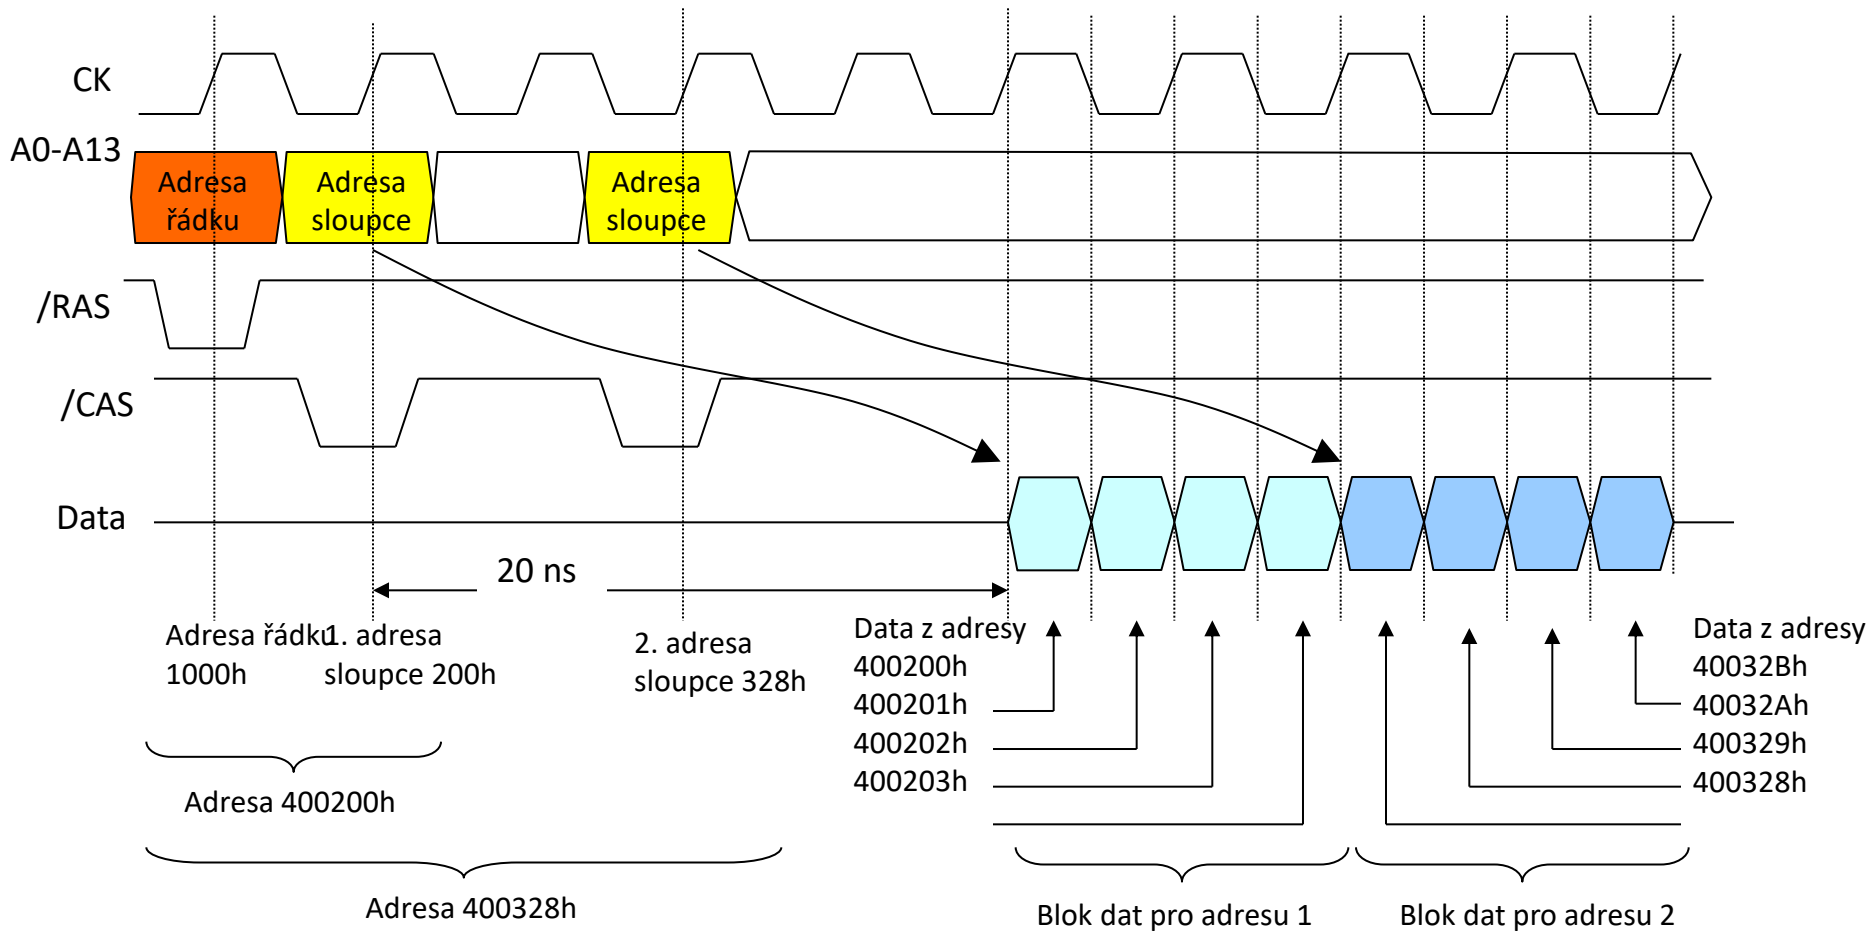 CK
A0-A13
Adresa
řádku
Adresa
sloupce
Adresa
sloupce
/RAS
/CAS
Data
20 ns
Adresa řádku
1000h
1. adresa
sloupce 200h
2. adresa
sloupce 328h
Data z adresy
400200h
400201h
400202h
400203h
Data z adresy
40032Bh
40032Ah
400329h
400328h
Adresa 400200h
Adresa 400328h
Blok dat pro adresu 1
Blok dat pro adresu 2